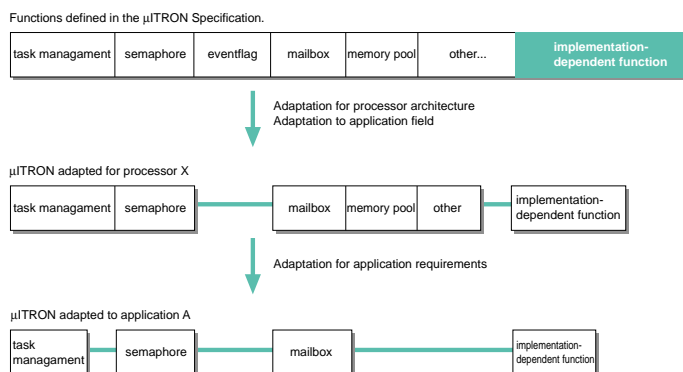 Functions defined in the µITRON Specification.
task managament semaphore eventflag mailbox memory pool other... implementation-
dependent function
Adaptation for processor architecture
Adaptation to application field
µITRON adapted for processor X
task managament semaphore mailbox memory pool other implementation-
dependent function
Adaptation for application requirements
µITRON adapted to application A
task
managament
semaphore
mailbox
implementation-
dependent function